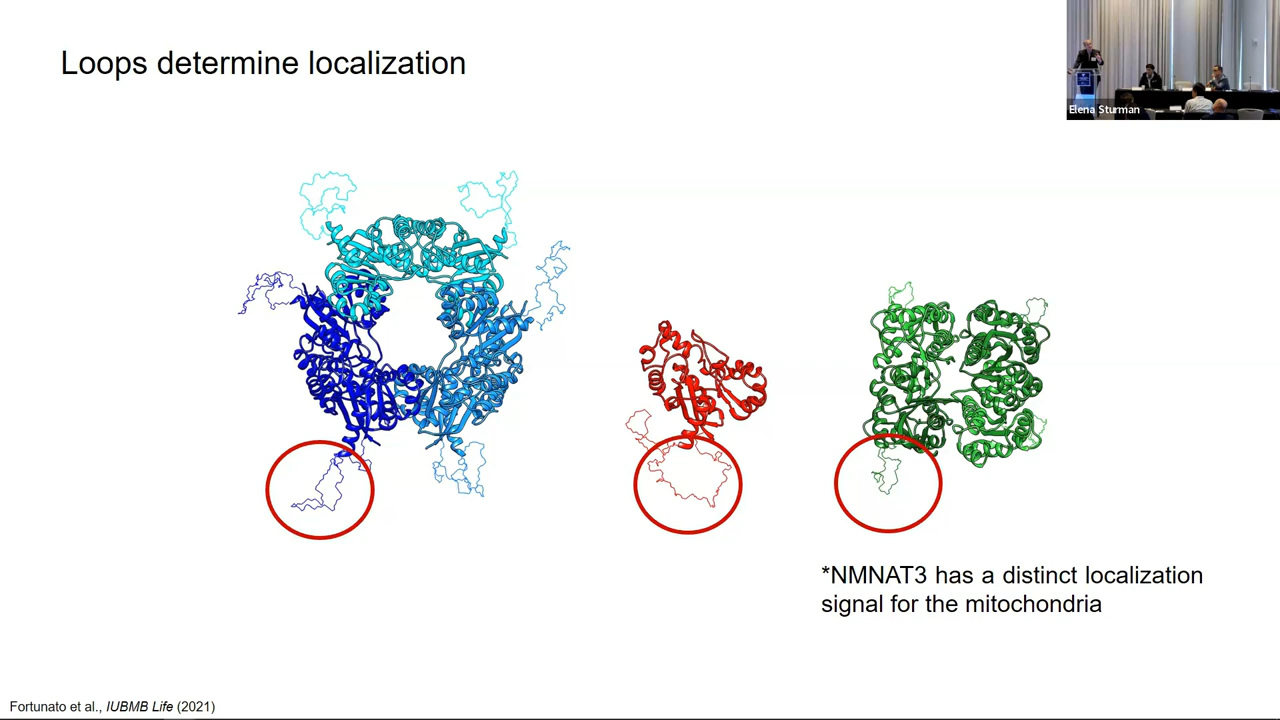 Loops determine localization
Elena Sturman
*NMNAT3 has a distinct localization
signal for the mitochondria
Fortunato et al., IUBMB Life (2021)